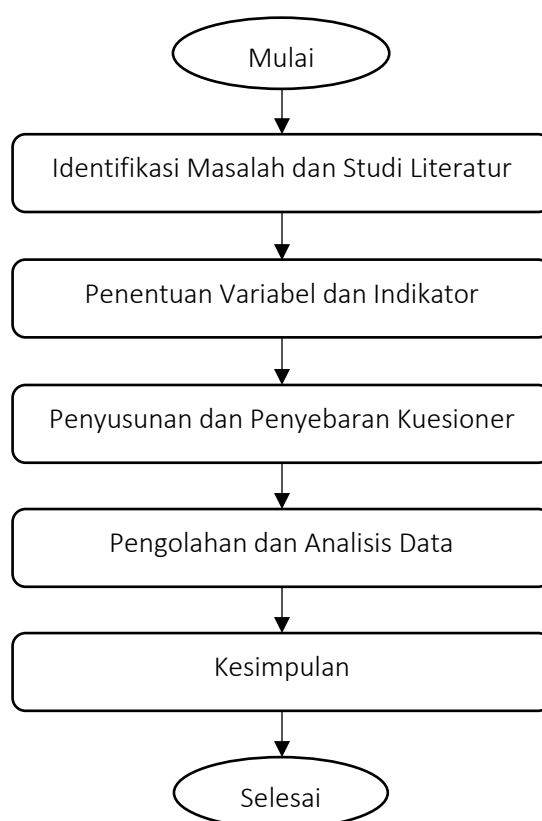 Mulai
Identifikasi Masalah dan Studi Literatur
Penentuan Variabel dan Indikator
Penyusunan dan Penyebaran Kuesioner
Pengolahan dan Analisis Data
Kesimpulan
Selesai